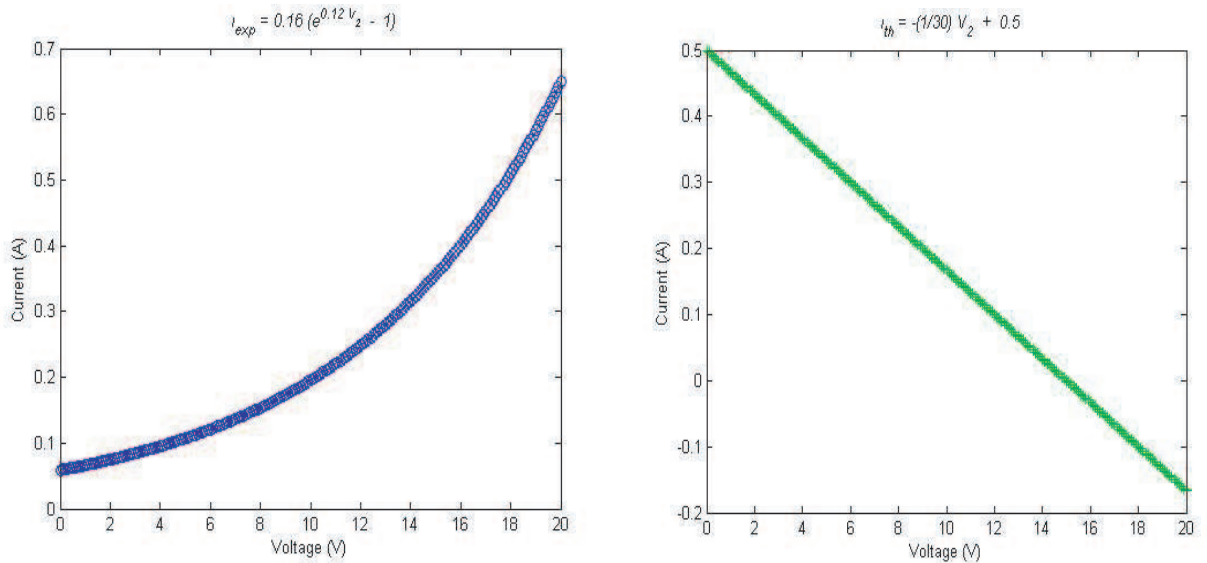 i_exp = 0.16 (e^0.12 V_2 - 1)
0.7
0.6
0.5
0.4
0.3
0.2
0.1
0
Current (A)
0 2 4 6 8 10 12 14 16 18 20
Voltage (V)
i_th = -(1/30) V_2 + 0.5
0.5
0.4
0.3
0.2
0.1
0
-0.1
-0.2
Current (A)
0 2 4 6 8 10 12 14 16 18 20
Voltage (V)